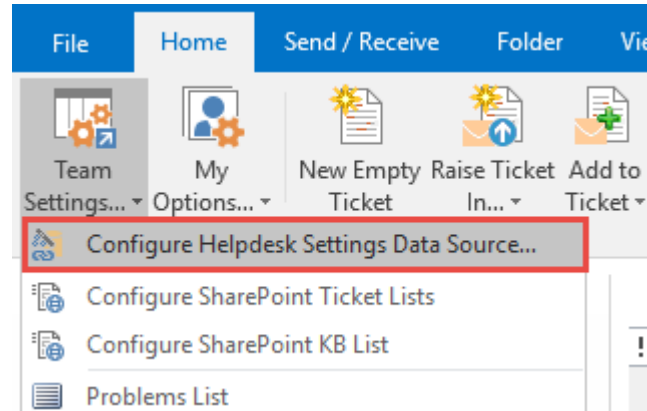 File Home Send / Receive Folder
Team My New Empty Raise Ticket Add to
Settings... Options... Ticket In... Ticket
Configure Helpdesk Settings Data Source...
Configure SharePoint Ticket Lists
Configure SharePoint KB List
!
Problems List